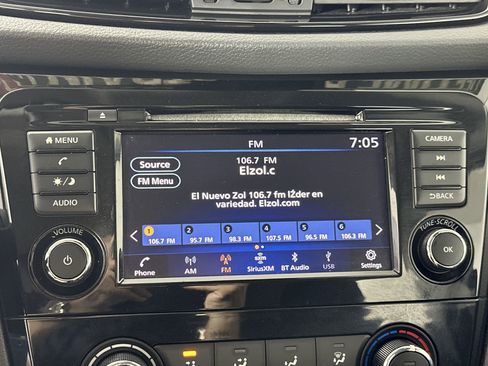 MENU
AUDIO
VOLUME
CAMERA
BACK
TUNE·SCROLL
OK
FM
7:05
Source
106.7 FM
Elzol.c
FM Menu
El Nuevo Zol 106.7 fm lžder en
variedad. Elzol.com
1 2 3 4 5 6
106.7 FM 95.7 FM 98.3 FM 107.5 FM 96.5 FM 106.3 FM
Phone AM FM SiriusXM BT Audio USB Settings